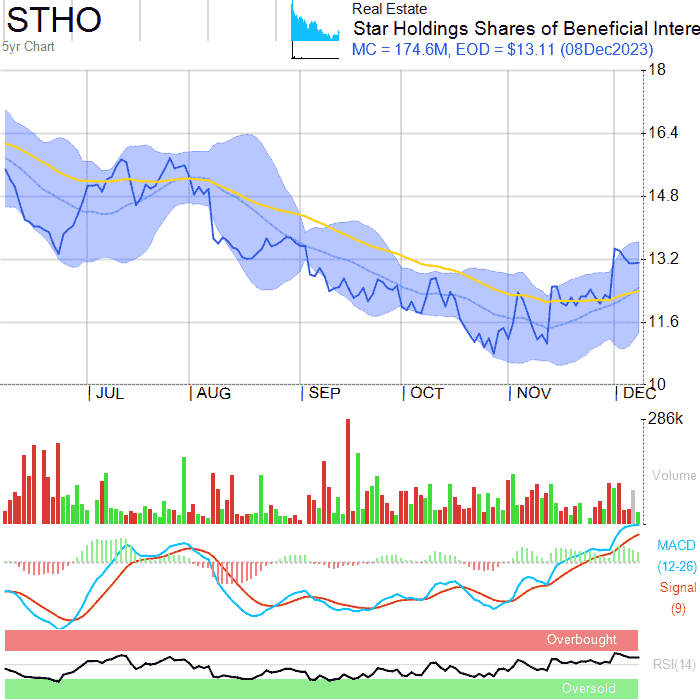 STHO
5yr Chart
Real Estate
Star Holdings Shares of Beneficial Intere
MC = 174.6M, EOD = $13.11 (08Dec2023)
18
16.4
14.8
13.2
11.6
10
JUL AUG SEP OCT NOV DEC
286k
Volume
MACD
(12-26)
Signal
(9)
Overbought
RSI(14)
Oversold